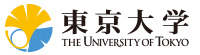 東京大学
THE UNIVERSITY OF TOKYO